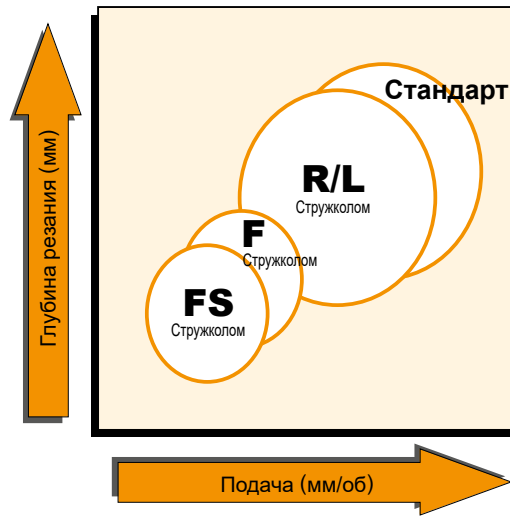 Стандарт
R/L
Стружколом
F
Стружколом
FS
Стружколом
Глубина резания (мм)
Подача (мм/об)